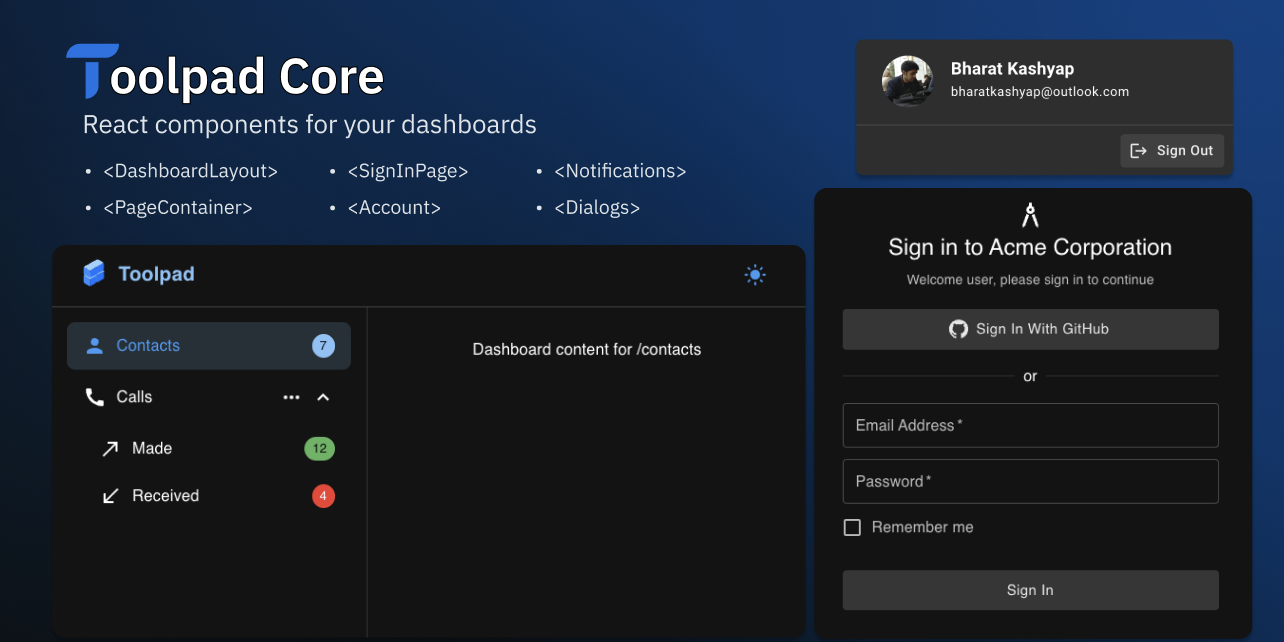 Toolpad Core
React components for your dashboards
• <DashboardLayout> • <SignInPage> • <Notifications>
• <PageContainer> • <Account> • <Dialogs>
Bharat Kashyap
bharatkashyap@outlook.com
Sign Out
Toolpad
Contacts 7
Calls
Made 12
Received 4
Dashboard content for /contacts
Sign in to Acme Corporation
Welcome user, please sign in to continue
Sign In With GitHub
or
Email Address *
Password *
Remember me
Sign In